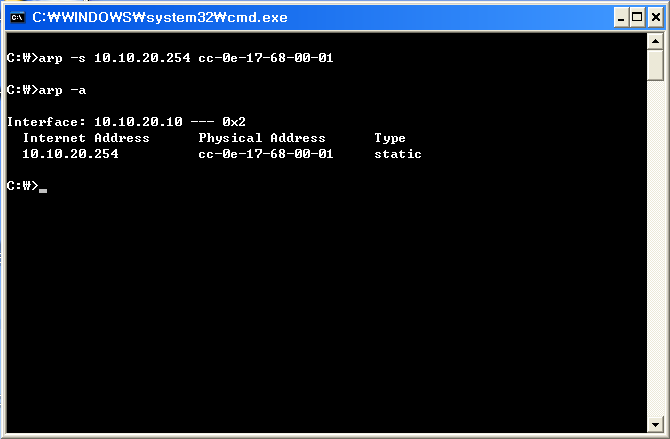 C:₩WINDOWS₩system32₩cmd.exe
C:₩>arp -s 10.10.20.254 cc-0e-17-68-00-01
C:₩>arp -a
Interface: 10.10.20.10 --- 0x2
Internet Address Physical Address Type
10.10.20.254 cc-0e-17-68-00-01 static
C:₩>_